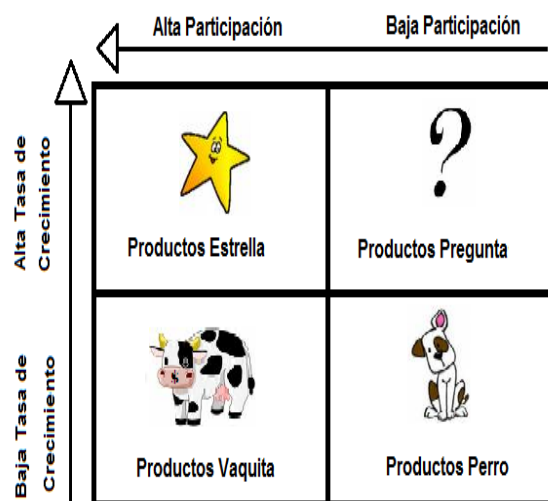 Alta Participación
Baja Participación
Alta Tasa de
Crecimiento
Productos Estrella
?
Productos Pregunta
Baja Tasa de
Crecimiento
Productos Vaquita
Productos Perro